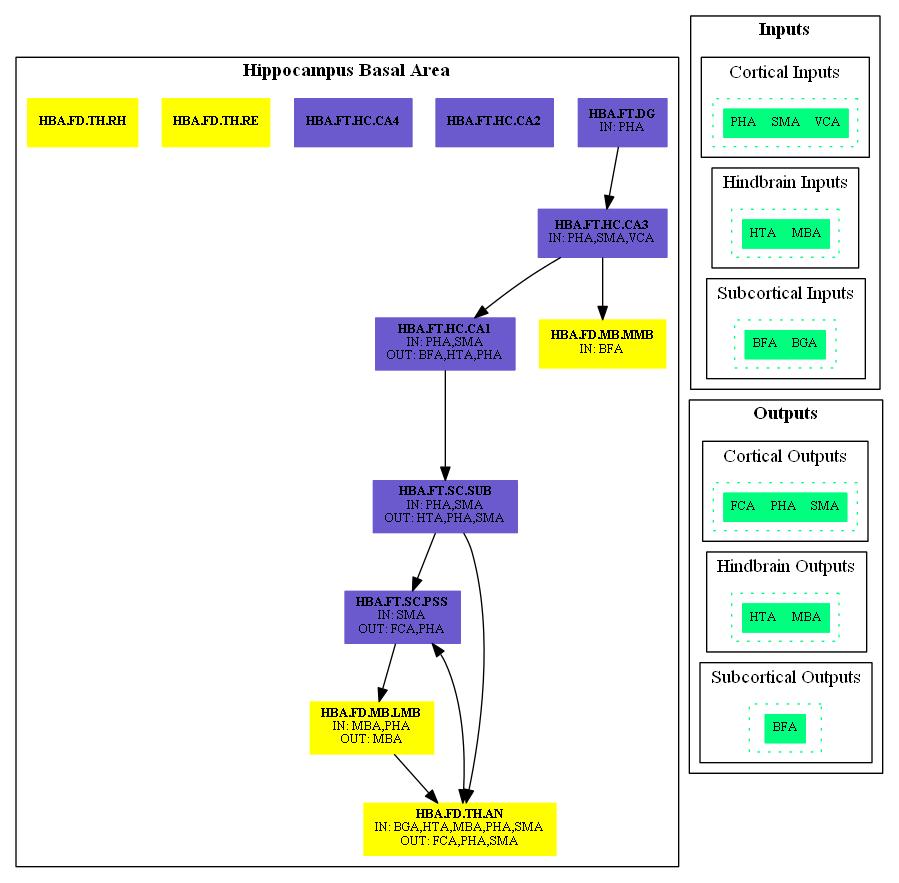 Hippocampus Basal Area
HBA.FD.TH.RH
HBA.FD.TH.RE
HBA.FT.HC.CA4
HBA.FT.HC.CA2
HBA.FT.DG
IN: PHA
HBA.FT.HC.CA3
IN: PHA,SMA,VCA
HBA.FT.HC.CA1
IN: PHA,SMA
OUT: BFA,HTA,PHA
HBA.FD.MB.MMB
IN: BFA
HBA.FT.SC.SUB
IN: PHA,SMA
OUT: HTA,PHA,SMA
HBA.FT.SC.PSS
IN: SMA
OUT: FCA,PHA
HBA.FD.MB.LMB
IN: MBA,PHA
OUT: MBA
HBA.FD.TH.AN
IN: BGA,HTA,MBA,PHA,SMA
OUT: FCA,PHA,SMA
Inputs
Cortical Inputs
PHA SMA VCA
Hindbrain Inputs
HTA MBA
Subcortical Inputs
BFA BGA
Outputs
Cortical Outputs
FCA PHA SMA
Hindbrain Outputs
HTA MBA
Subcortical Outputs
BFA